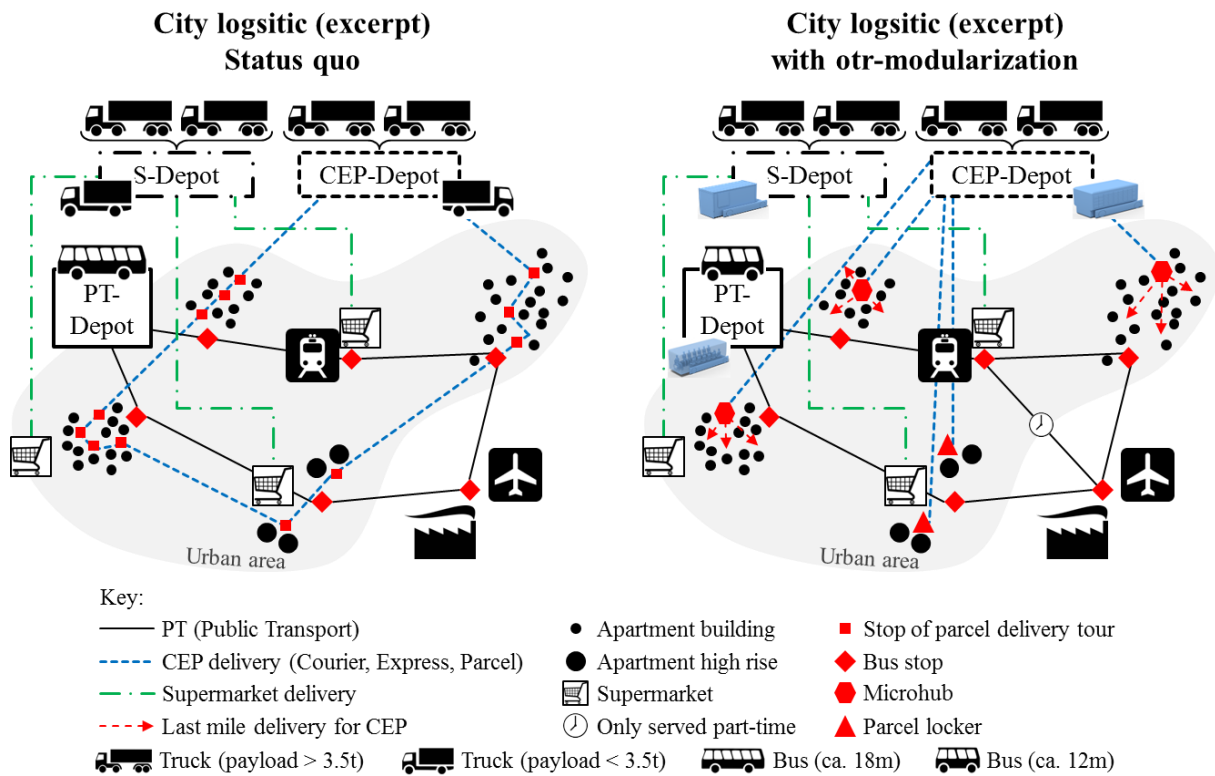 City logsitic (excerpt)
Status quo
City logsitic (excerpt)
with otr-modularization
S-Depot
CEP-Depot
PT-
Depot
Urban area
S-Depot
CEP-Depot
PT-
Depot
Urban area
Key:
PT (Public Transport)
CEP delivery (Courier, Express, Parcel)
Supermarket delivery
Last mile delivery for CEP
Apartment building
Apartment high rise
Supermarket
Only served part-time
Stop of parcel delivery tour
Bus stop
Microhub
Parcel locker
Truck (payload > 3.5t)
Truck (payload < 3.5t)
Bus (ca. 18m)
Bus (ca. 12m)